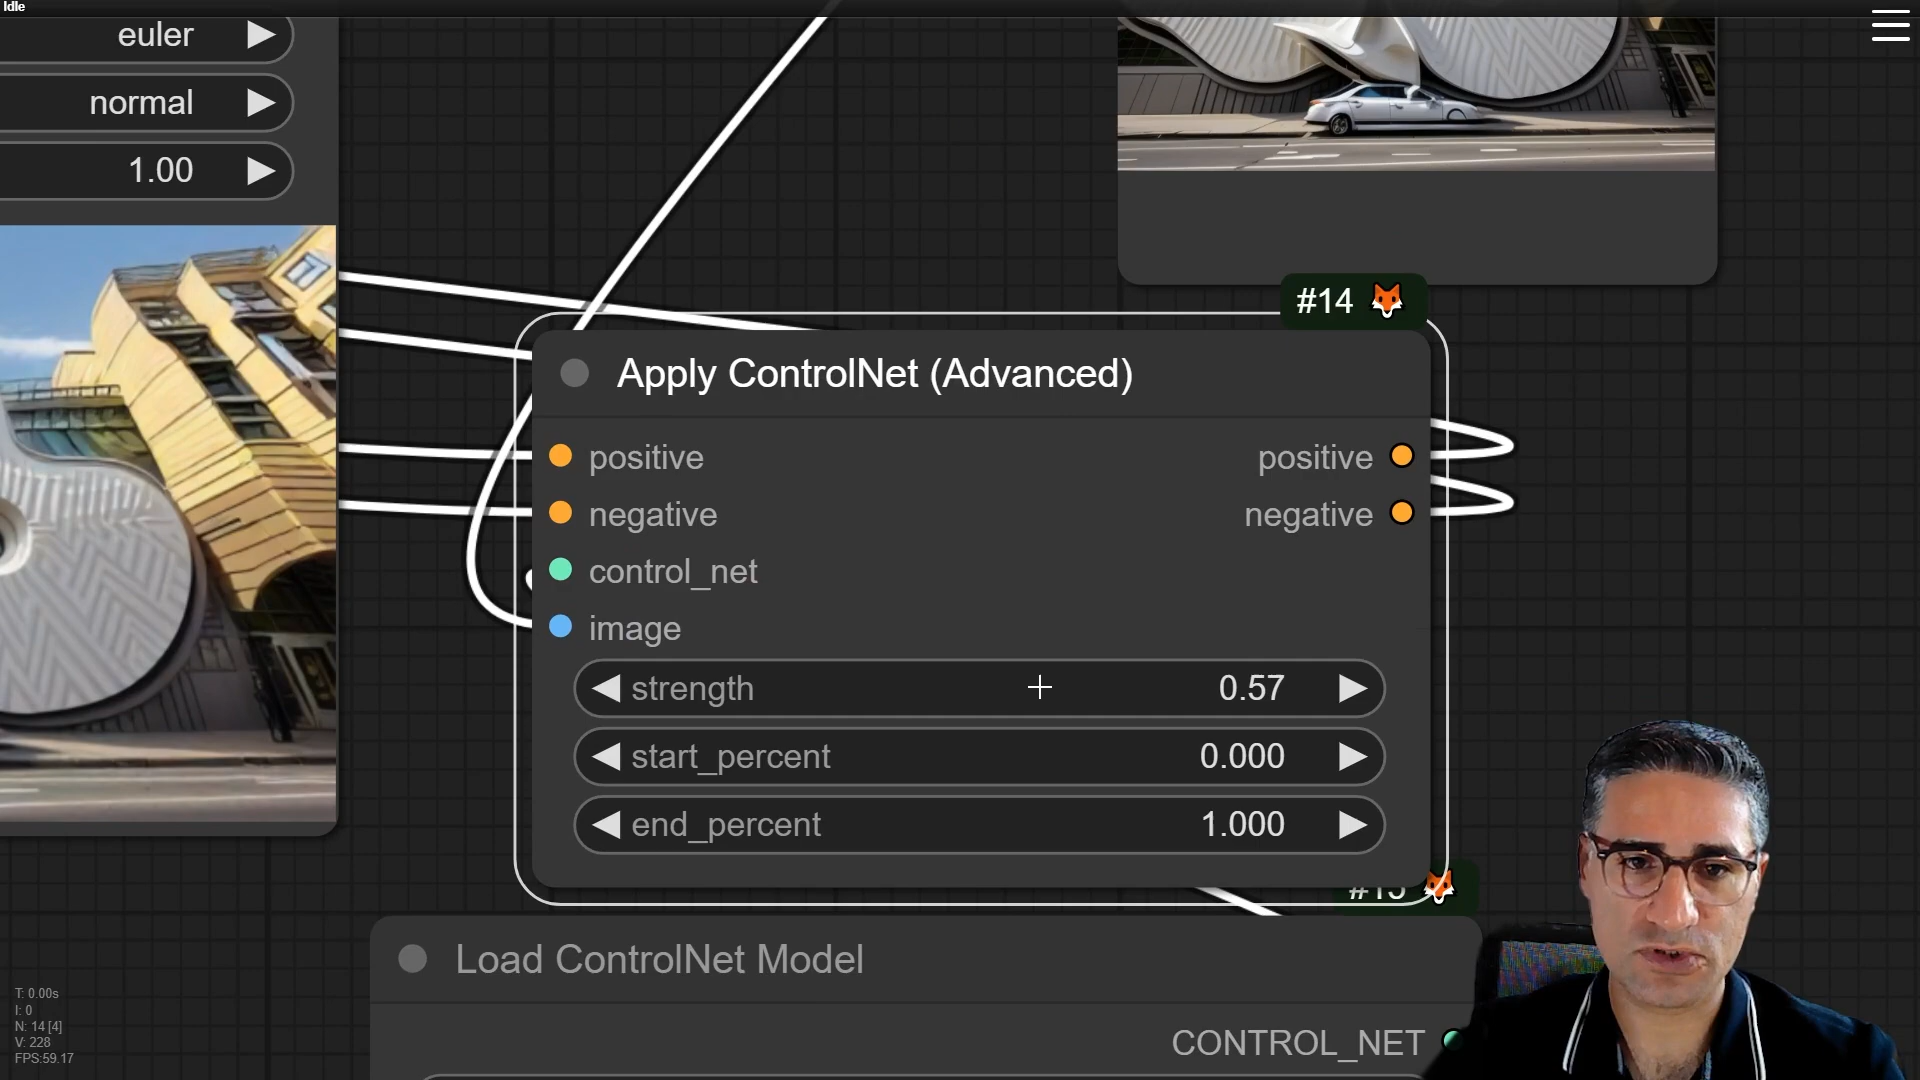 Idle
euler
normal
1.00
#14
Apply ControlNet (Advanced)
positive
positive
negative
negative
control_net
image
strength
0.57
start_percent
0.000
end_percent
1.000
#15
Load ControlNet Model
CONTROL_NET
T: 0.00s
I: 0
N: 14 [4]
V: 228
FPS:59.17